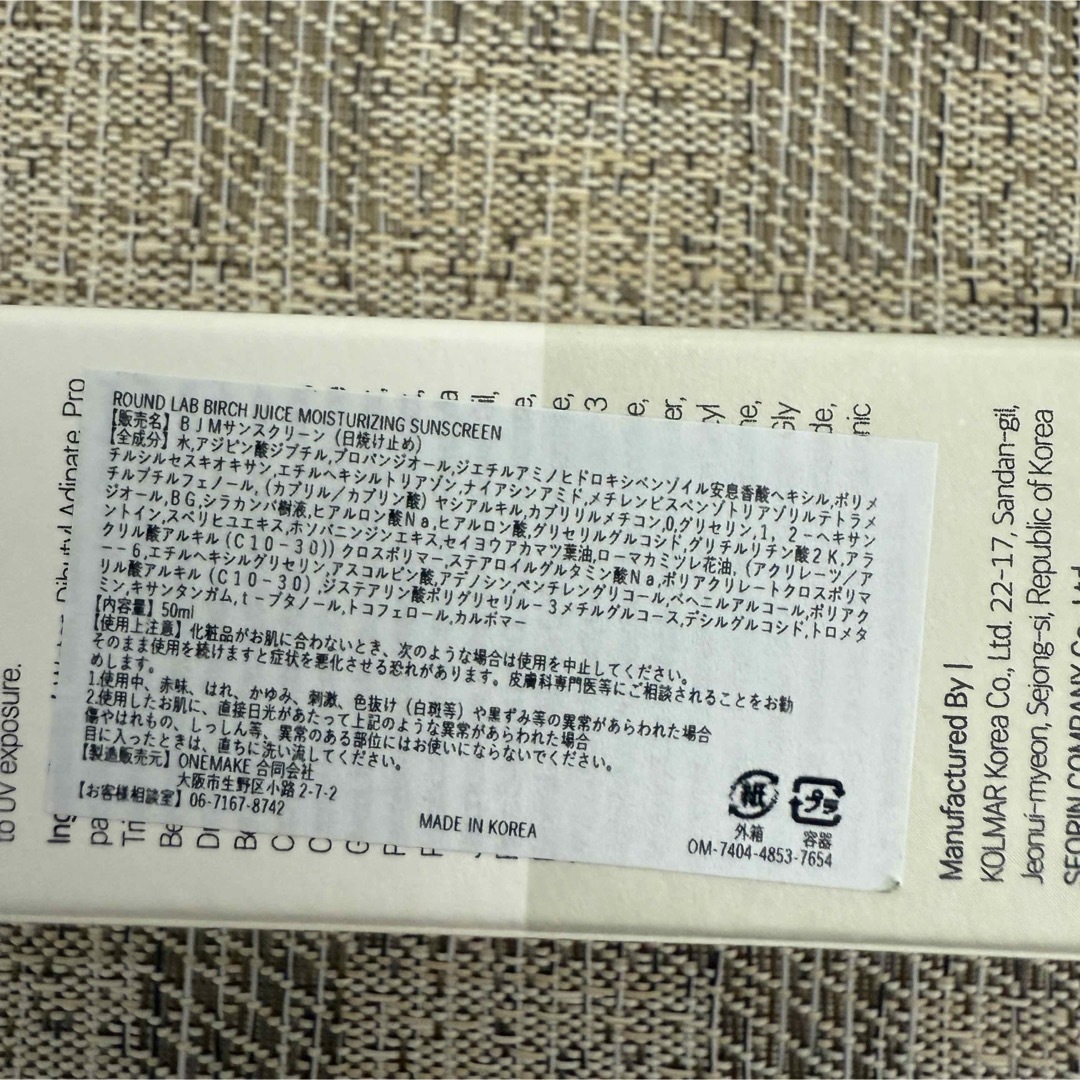 ROUND LAB BIRCH JUICE MOISTURIZING SUNSCREEN
【販売名】BJMサンスクリーン(日焼け止め)
【全成分】水,アジピン酸ジブチル,プロパンジオール,ジエチルアミノヒドロキシベンゾイル安息香酸ヘキシル,ポリメ
チルシルセスキオキサン,エチルヘキシルトリアゾン,ナイアシンアミド,メチレンビスベンゾトリアゾリルテトラメ
チルブチルフェノール,(カプリル/カプリン酸)ヤシアルキル,カプリリルメチコン,0,グリセリン,1,2-ヘキサン
ジオール,BG,シラカンバ樹液,ヒアルロン酸Na,ヒアルロン酸,グリセリルグルコシド,グリチルリチン酸2K,アラ
ントイン,スベリヒユエキス,ホソバニンジンエキス,セイヨウアカマツ葉油,ローマカミツレ花油,(アクリレーツ/ア
クリル酸アルキル(C10-30))クロスポリマー,ステアロイルグルタミン酸Na,ポリアクリレートクロスポリマ
ー-6,エチルヘキシルグリセリン,アスコルビン酸,アデノシン,ペンチレングリコール,ベヘニルアルコール,ポリアク
リル酸アルキル(C10-30),ジステアリン酸ポリグリセリル-3メチルグルコース,デシルグルコシド,トロメタ
ミン,キサンタンガム,t-ブタノール,トコフェロール,カルボマー
【内容量】50ml
【使用上注意】化粧品がお肌に合わないとき、次のような場合は使用を中止してください。
そのまま使用を続けますと症状を悪化させる恐れがあります。皮膚科専門医等にご相談されることをお勧
めします。
1.使用中、赤味、はれ、かゆみ、刺激、色抜け(白斑等)や黒ずみ等の異常があらわれた場合
2.使用したお肌に、直接日光があたって上記のような異常があらわれた場合
傷やはれもの、しっしん等、異常のある部位にはお使いにならないでください。
目に入ったときは、直ちに洗い流してください。
【製造販売元】ONEMAKE 合同会社
大阪市生野区小路2-7-2
【お客様相談室】06-7167-8742
MADE IN KOREA
紙
プラ
外箱
容器
OM-7404-4853-7654
to UV exposure.
Manufactured By |
KOLMAR Korea Co., Ltd. 22-17, Sandan-gil,
Jeonui-myeon, Sejong-si, Republic of Korea
SEORIN COMPANY Co., Ltd.